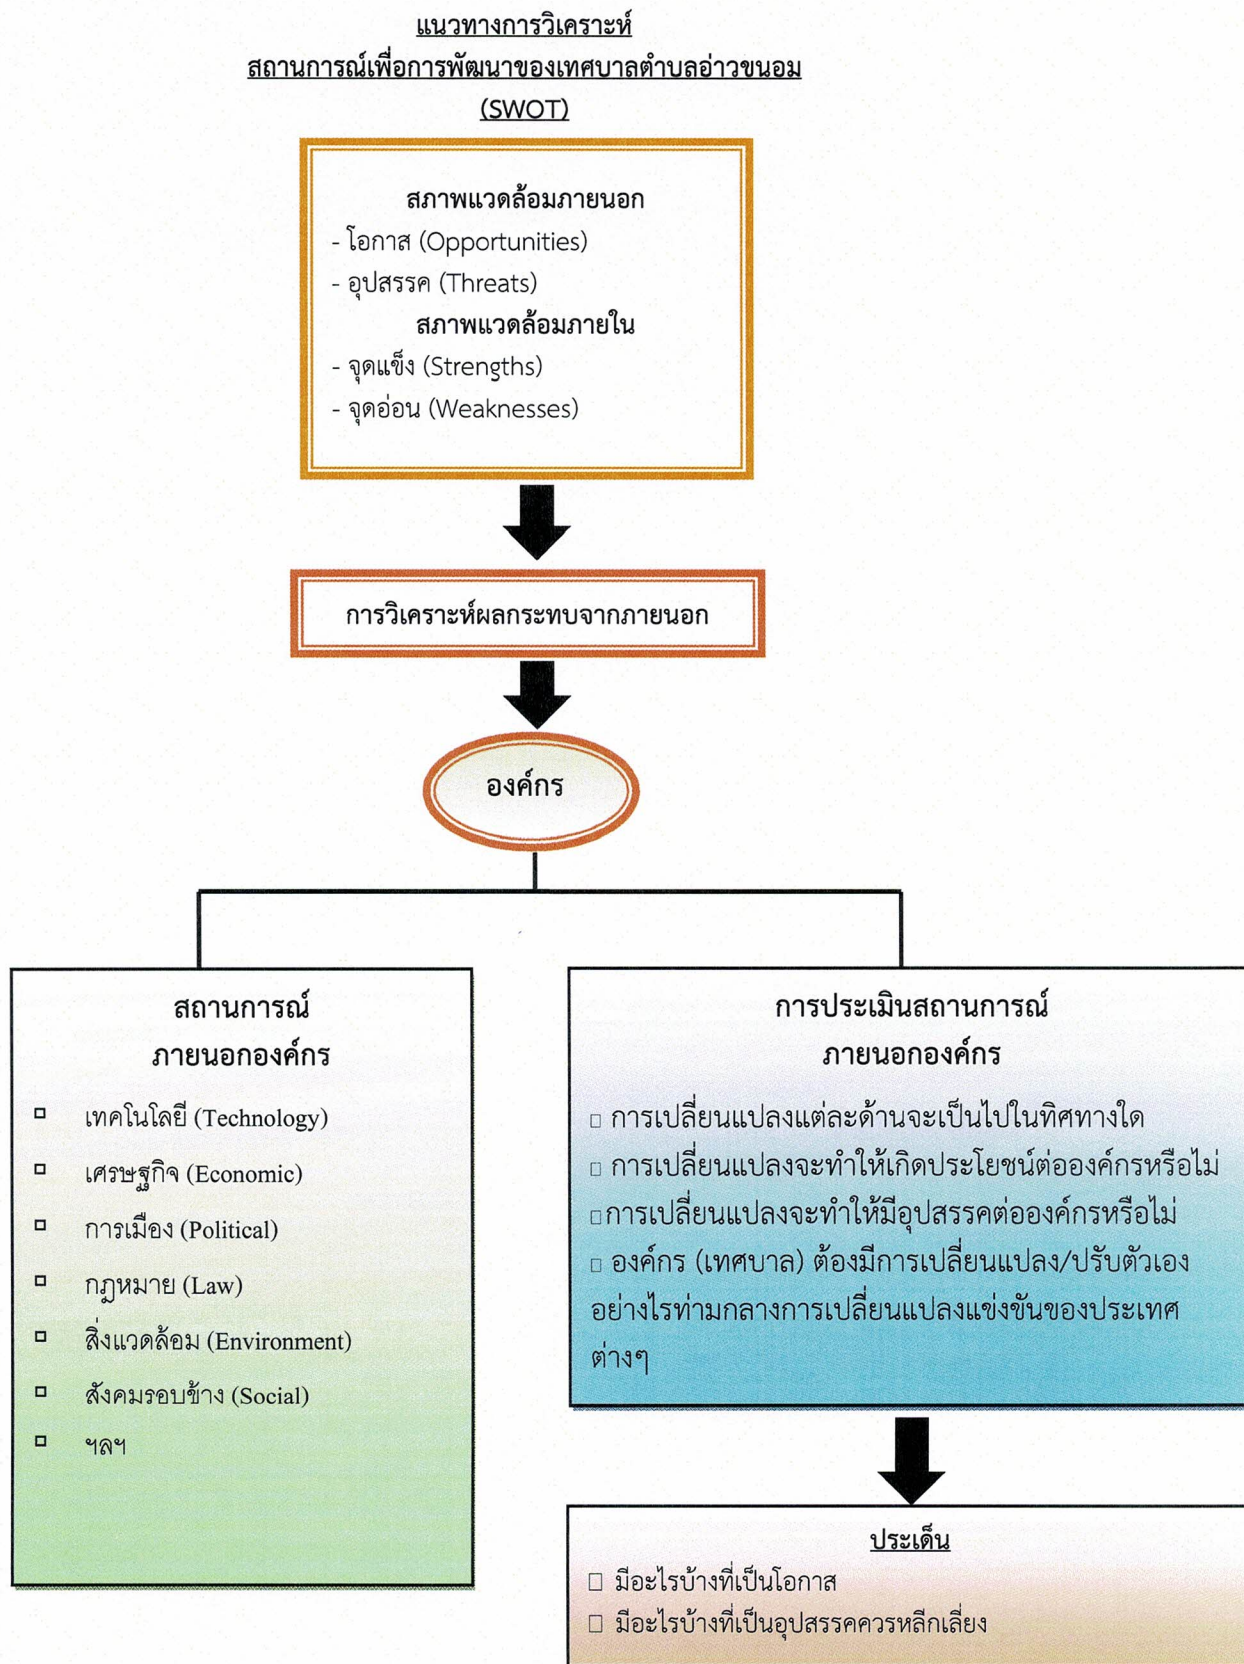 แนวทางการวิเคราะห์
สถานการณ์เพื่อการพัฒนาของเทศบาลตำบลอ่าวขนอม
(SWOT)
สภาพแวดล้อมภายนอก
- โอกาส (Opportunities)
- อุปสรรค (Threats)
สภาพแวดล้อมภายใน
- จุดแข็ง (Strengths)
- จุดอ่อน (Weaknesses)
การวิเคราะห์ผลกระทบจากภายนอก
องค์กร
สถานการณ์
ภายนอกองค์กร
เทคโนโลยี (Technology)
เศรษฐกิจ (Economic)
การเมือง (Political)
กฎหมาย (Law)
สิ่งแวดล้อม (Environment)
สังคมรอบข้าง (Social)
ฯลฯ
การประเมินสถานการณ์
ภายนอกองค์กร
การเปลี่ยนแปลงแต่ละด้านจะเป็นไปในทิศทางใด
การเปลี่ยนแปลงจะทำให้เกิดประโยชน์ต่อองค์กรหรือไม่
การเปลี่ยนแปลงจะทำให้มีอุปสรรคต่อองค์กรหรือไม่
องค์กร (เทศบาล) ต้องมีการเปลี่ยนแปลง/ปรับตัวเอง
อย่างไรท่ามกลางการเปลี่ยนแปลงแข่งขันของประเทศ
ต่างๆ
ประเด็น
มีอะไรบ้างที่เป็นโอกาส
มีอะไรบ้างที่เป็นอุปสรรคควรหลีกเลี่ยง